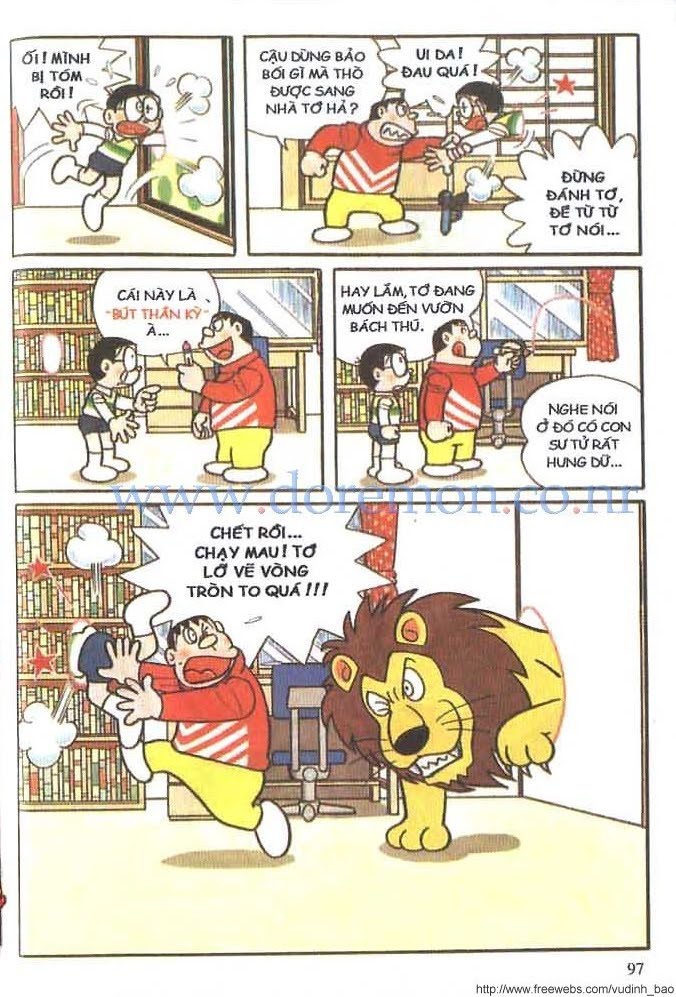 ỐI! MÌNH
BỊ TÓM
RỒI!
CẬU DÙNG BẢO
BỐI GÌ MÀ THÒ
ĐƯỢC SANG
NHÀ TỚ HẢ?
UI DA!
ĐAU QUÁ!
ĐỪNG
ĐÁNH TỚ,
ĐỂ TỪ TỪ
TỚ NÓI...
CÁI NÀY LÀ
"BÚT THẦN KỲ"
À...
HAY LẮM, TỚ ĐANG
MUỐN ĐẾN VƯỜN
BÁCH THÚ.
NGHE NÓI
Ở ĐÓ CÓ CON
SƯ TỬ RẤT
HUNG DỮ...
www.doremon.co.nr
CHẾT RỒI...
CHẠY MAU! TỚ
LỠ VẼ VÒNG
TRÒN TO QUÁ!!!
97
http://www.freewebs.com/vudinh_bao